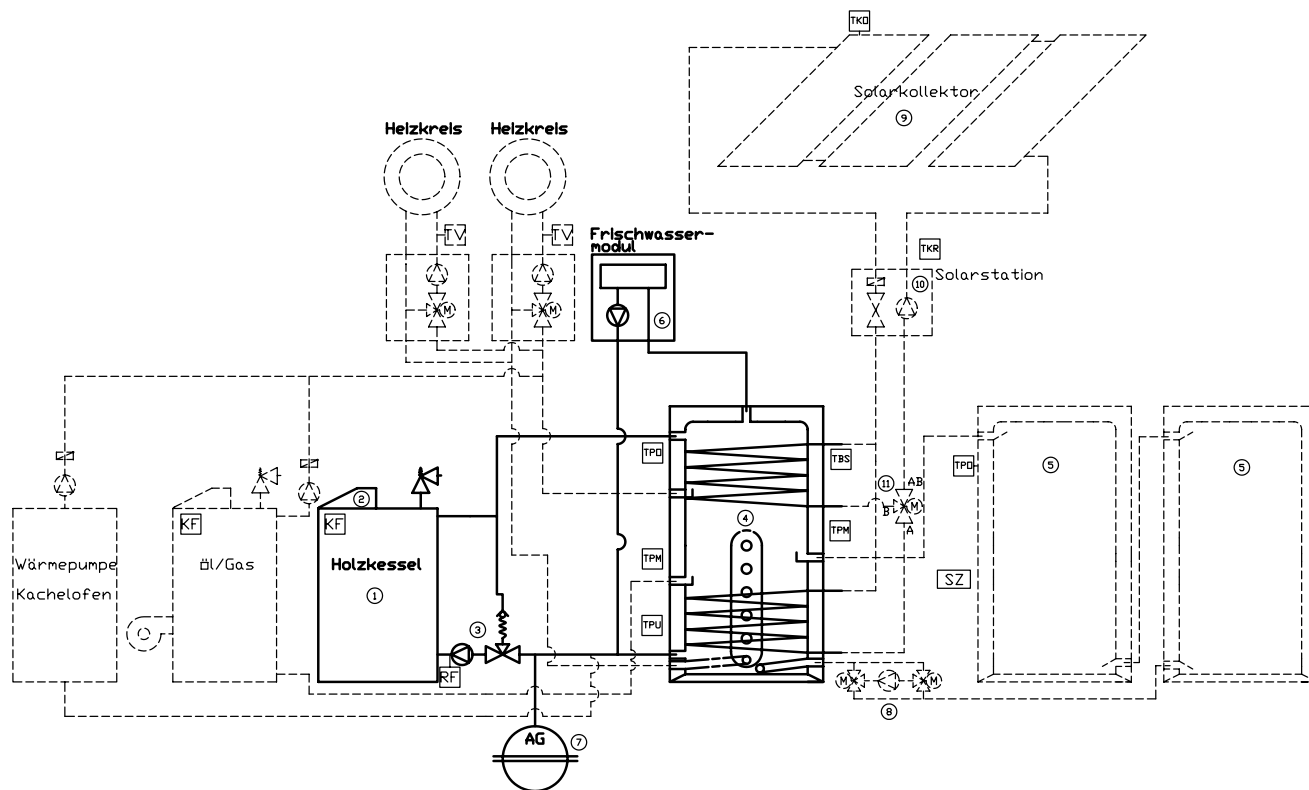 TKO
Solarkollektor
9
Heizkreis
Heizkreis
TV
TV
Frischwasser-
modul
TKR
Solarstation
10
M
M
6
TPO
TBS
TPO
5
5
11
AB
M
B
A
2
KF
KF
4
TPM
TPM
Wärmepumpe
Kachelofen
Öl/Gas
Holzkessel
1
SZ
3
TPU
RF
M
M
8
AG
7